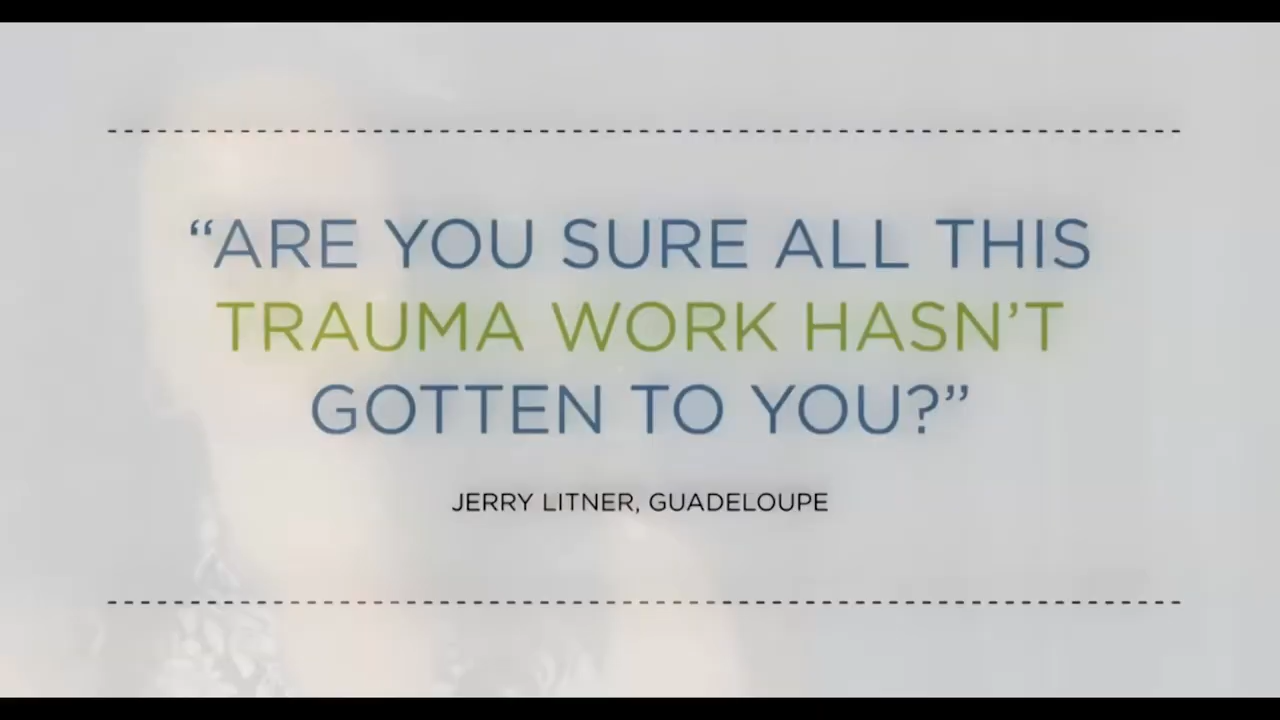 “ARE YOU SURE ALL THIS
TRAUMA WORK HASN’T
GOTTEN TO YOU?”
JERRY LITNER, GUADELOUPE